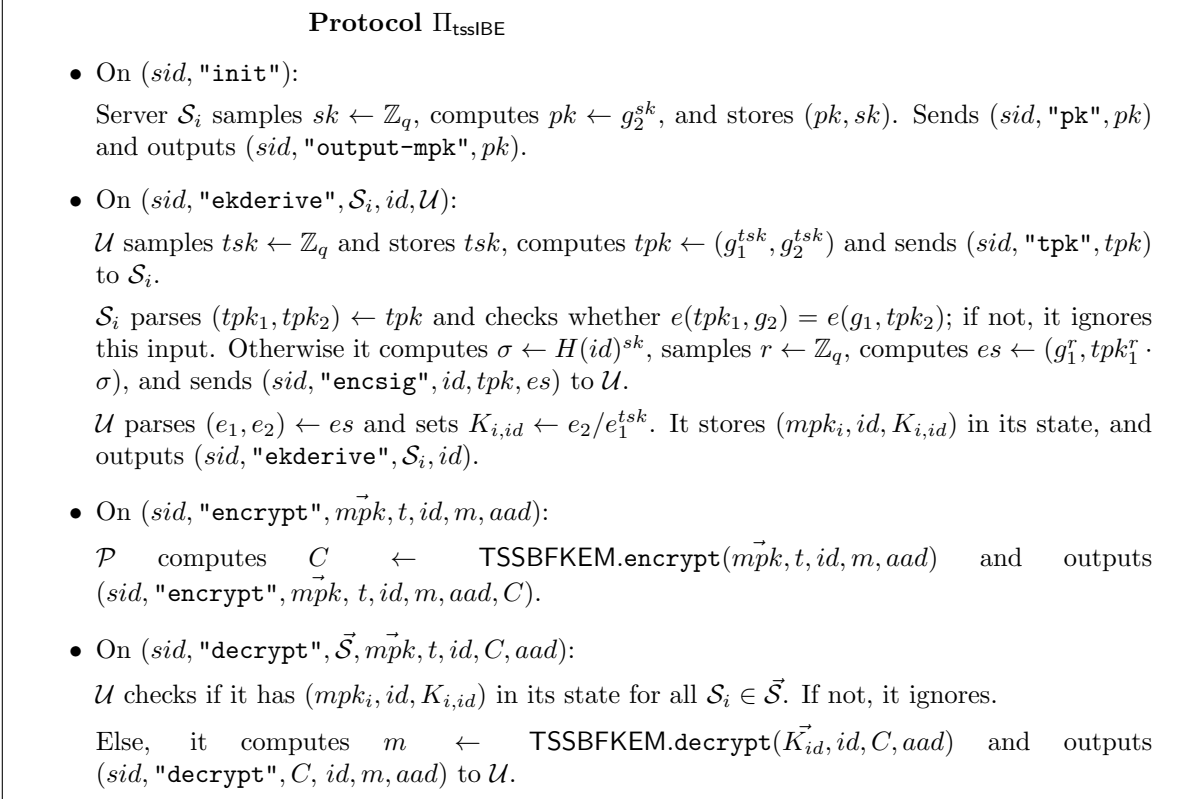 Protocol Π_tssIBE
• On (sid, "init"):
Server S_i samples sk ← ℤ_q, computes pk ← g_2^{sk}, and stores (pk, sk). Sends (sid, "pk", pk)
and outputs (sid, "output-mpk", pk).
• On (sid, "ekderive", S_i, id, U):
U samples tsk ← ℤ_q and stores tsk, computes tpk ← (g_1^{tsk}, g_2^{tsk}) and sends (sid, "tpk", tpk)
to S_i.
S_i parses (tpk_1, tpk_2) ← tpk and checks whether e(tpk_1, g_2) = e(g_1, tpk_2); if not, it ignores
this input. Otherwise it computes σ ← H(id)^{sk}, samples r ← ℤ_q, computes es ← (g_1^r, tpk_1^r ·
σ), and sends (sid, "encsig", id, tpk, es) to U.
U parses (e_1, e_2) ← es and sets K_{i,id} ← e_2/e_1^{tsk}. It stores (mpk_i, id, K_{i,id}) in its state, and
outputs (sid, "ekderive", S_i, id).
• On (sid, "encrypt", m⃗pk, t, id, m, aad):
P computes C ← TSSBFKEM.encrypt(m⃗pk, t, id, m, aad) and outputs
(sid, "encrypt", m⃗pk, t, id, m, aad, C).
• On (sid, "decrypt", S⃗, m⃗pk, t, id, C, aad):
U checks if it has (mpk_i, id, K_{i,id}) in its state for all S_i ∈ S⃗. If not, it ignores.
Else, it computes m ← TSSBFKEM.decrypt(K⃗_{id}, id, C, aad) and outputs
(sid, "decrypt", C, id, m, aad) to U.